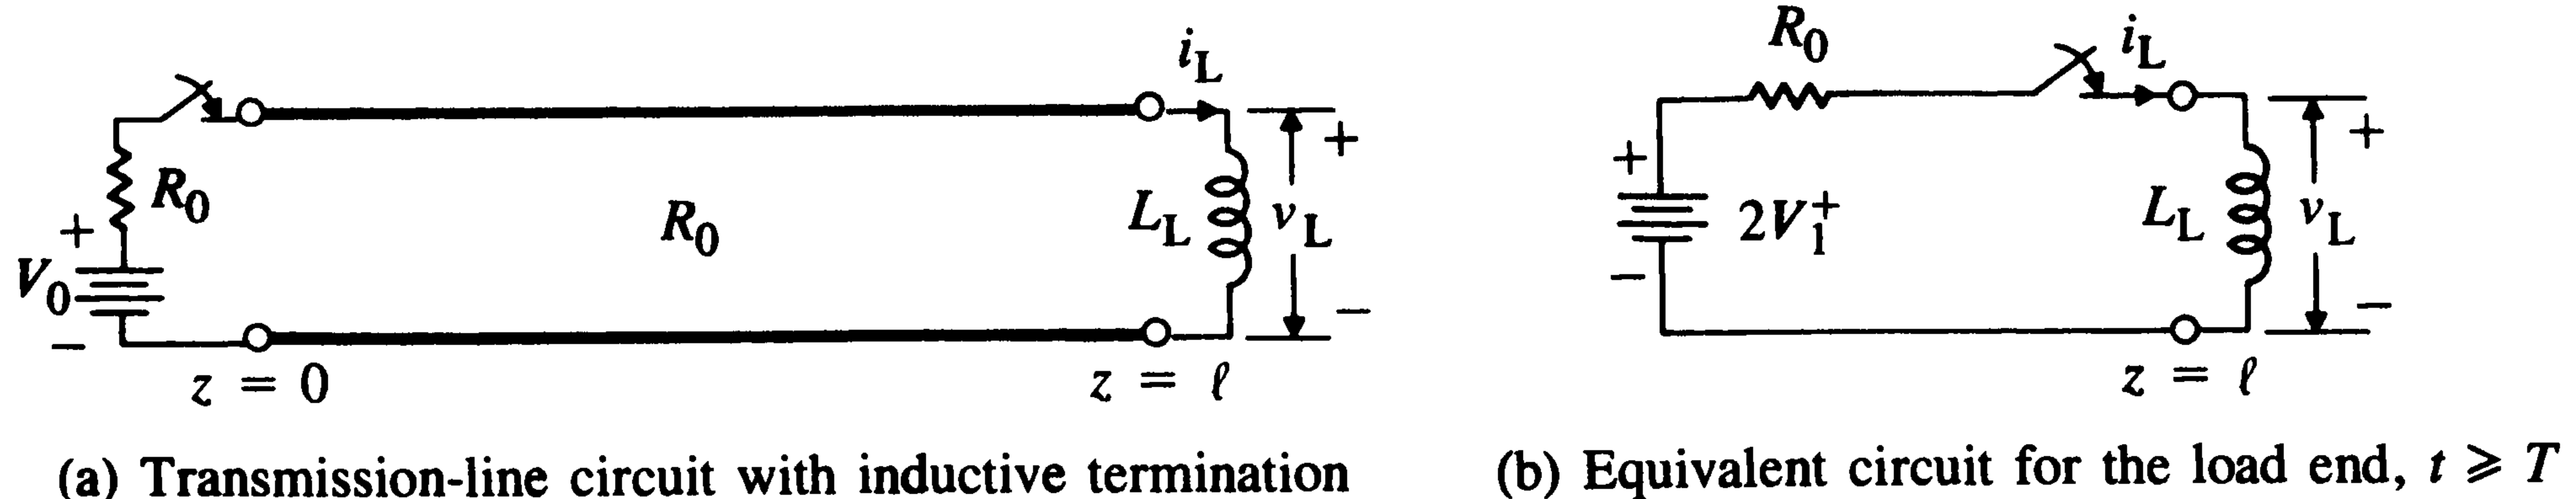 i_L
R_0
R_0
L_L
v_L
+
−
+
V_0
−
z = 0
z = ℓ
(a) Transmission-line circuit with inductive termination
R_0
i_L
+
2V_1^+
−
L_L
v_L
+
−
z = ℓ
(b) Equivalent circuit for the load end, t ⩾ T